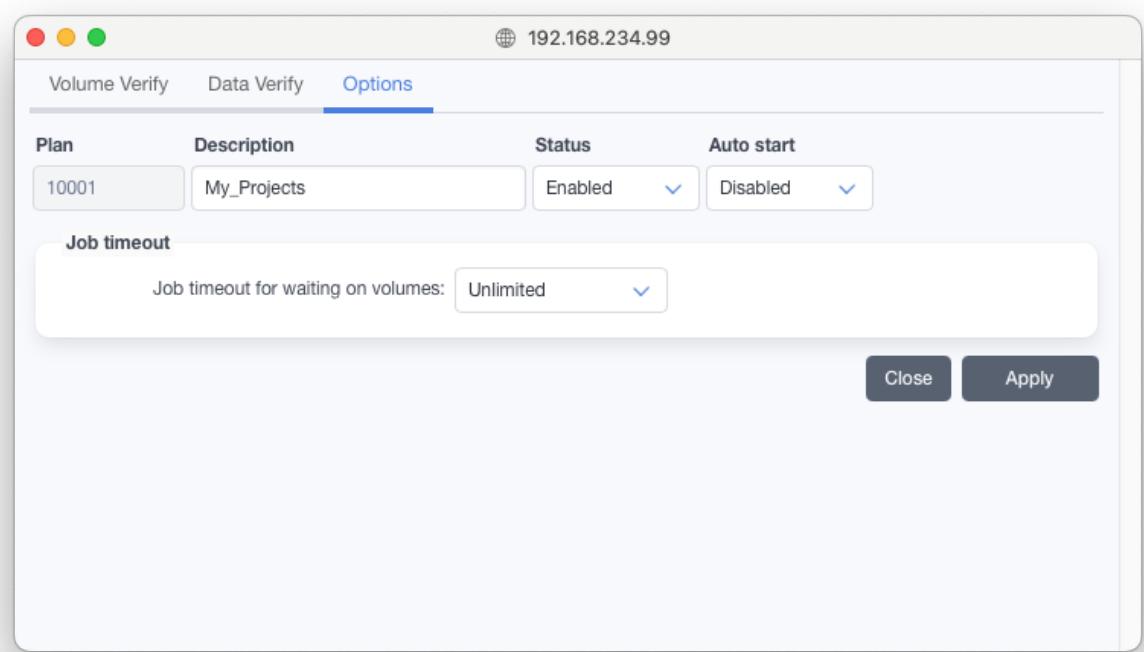 192.168.234.99
Volume Verify Data Verify Options
Plan Description Status Auto start
10001 My_Projects Enabled Disabled
Job timeout
Job timeout for waiting on volumes: Unlimited
Close Apply